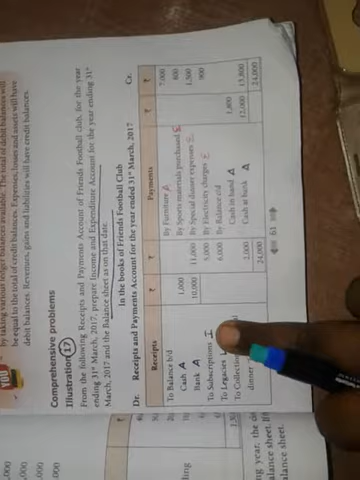 by taking various ledger balances available. The total of debit balances will
be equal to the total of credit balances. Expenses, losses and assets will have
debit balances. Revenues, gains and liabilities will have credit balances.
YOU
Comprehensive problems
Illustration 17
From the following Receipts and Payments Account of Friends Football club, for the year
ending 31st March, 2017, prepare Income and Expenditure Account for the year ending 31st
March, 2017 and the Balance sheet as on that date.
In the books of Friends Football Club
Dr. Receipts and Payments Account for the year ended 31st March, 2017 Cr.
Receipts ₹ ₹ Payments ₹ ₹
To Balance b/d By Furniture A 7,000
Cash A 1,000 By Sports materials purchased E 800
Bank A 10,000 11,000 By Special dinner expenses E
To Subscriptions I 5,000 By Electricity charges E 900
To Legacies 6,000 By Balance c/d
To Collection Cash in hand A 1,800
dinner 2,000 Cash at bank A 12,000 13,800
24,000 24,000
61
,000
,000
,000
ling
ng year, the
alance sheet. If
alance sheet.